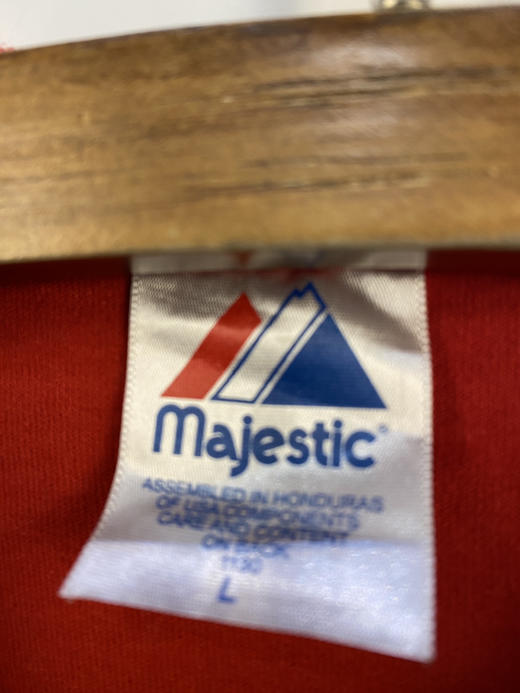 Majestic®
ASSEMBLED IN HONDURAS
OF USA COMPONENTS
CARE AND CONTENT
ON BACK
1130
L